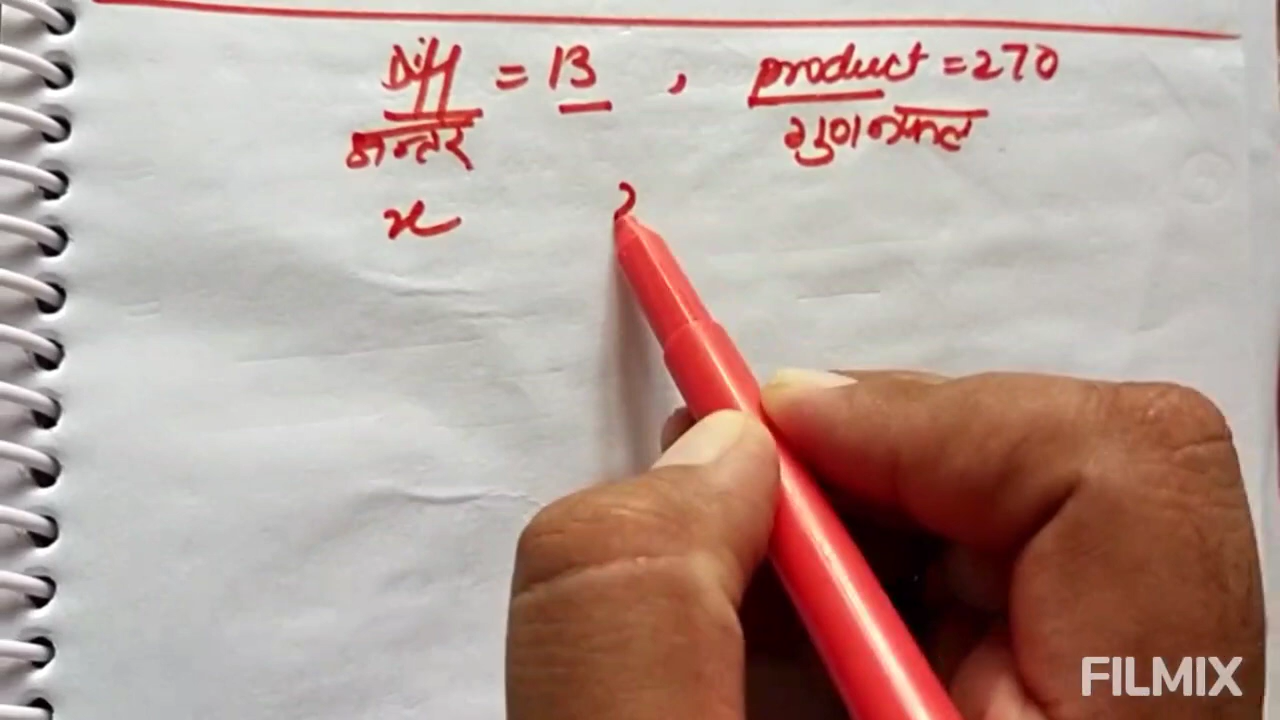 Diff = 13 , product = 270
अन्तर गुणनफल
x
FILMIX